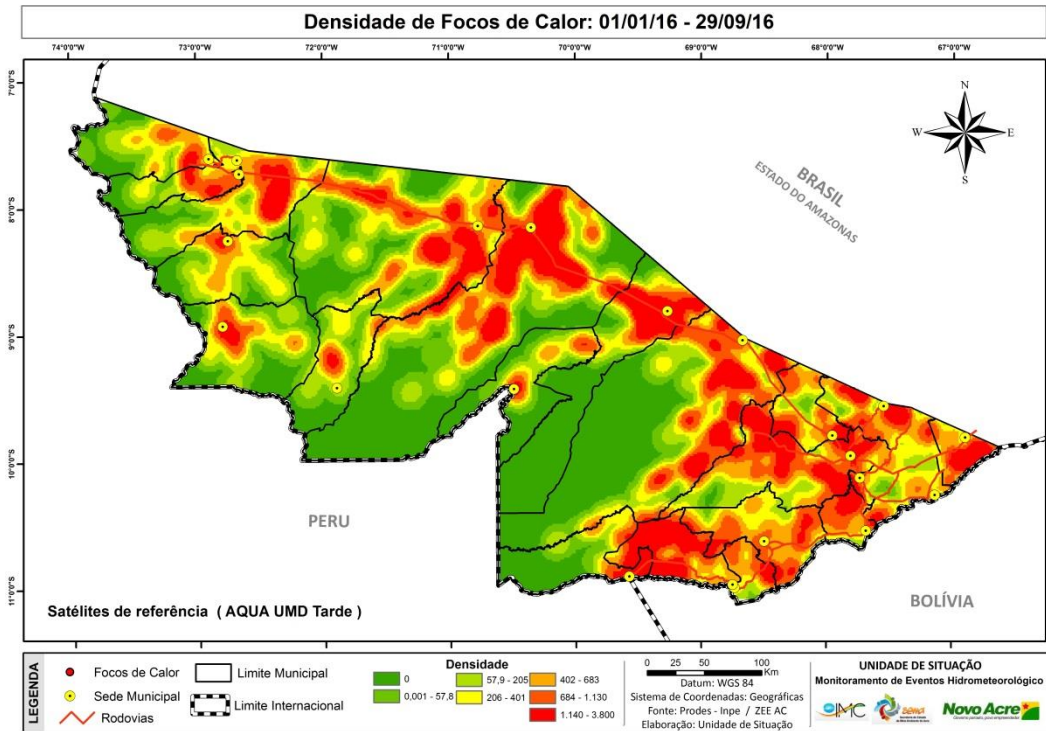 Densidade de Focos de Calor: 01/01/16 - 29/09/16
74°0'0"W 73°0'0"W 72°0'0"W 71°0'0"W 70°0'0"W 69°0'0"W 68°0'0"W 67°0'0"W
7°0'0"S
8°0'0"S
9°0'0"S
10°0'0"S
11°0'0"S
N
W E
S
BRASIL
ESTADO DO AMAZONAS
PERU
BOLÍVIA
Satélites de referência ( AQUA UMD Tarde )
LEGENDA
Focos de Calor
Sede Municipal
Rodovias
Limite Municipal
Limite Internacional
Densidade
0
0,001 - 57,8
57,9 - 205
206 - 401
402 - 683
684 - 1.130
1.140 - 3.800
0 25 50 100
Km
Datum: WGS 84
Sistema de Coordenadas: Geográficas
Fonte: Prodes - Inpe / ZEE AC
Elaboração: Unidade de Situação
UNIDADE DE SITUAÇÃO
Monitoramento de Eventos Hidrometeorológico
IMC
sema
Novo Acre